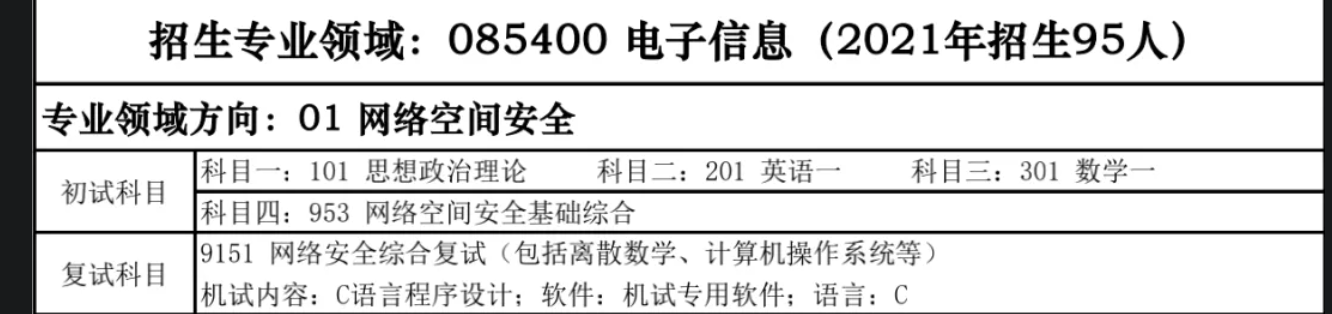 招生专业领域：085400 电子信息（2021年招生95人）
专业领域方向：01 网络空间安全
初试科目
科目一：101 思想政治理论 科目二：201 英语一 科目三：301 数学一
科目四：953 网络空间安全基础综合
复试科目
9151 网络安全综合复试（包括离散数学、计算机操作系统等）
机试内容：C语言程序设计；软件：机试专用软件；语言：C